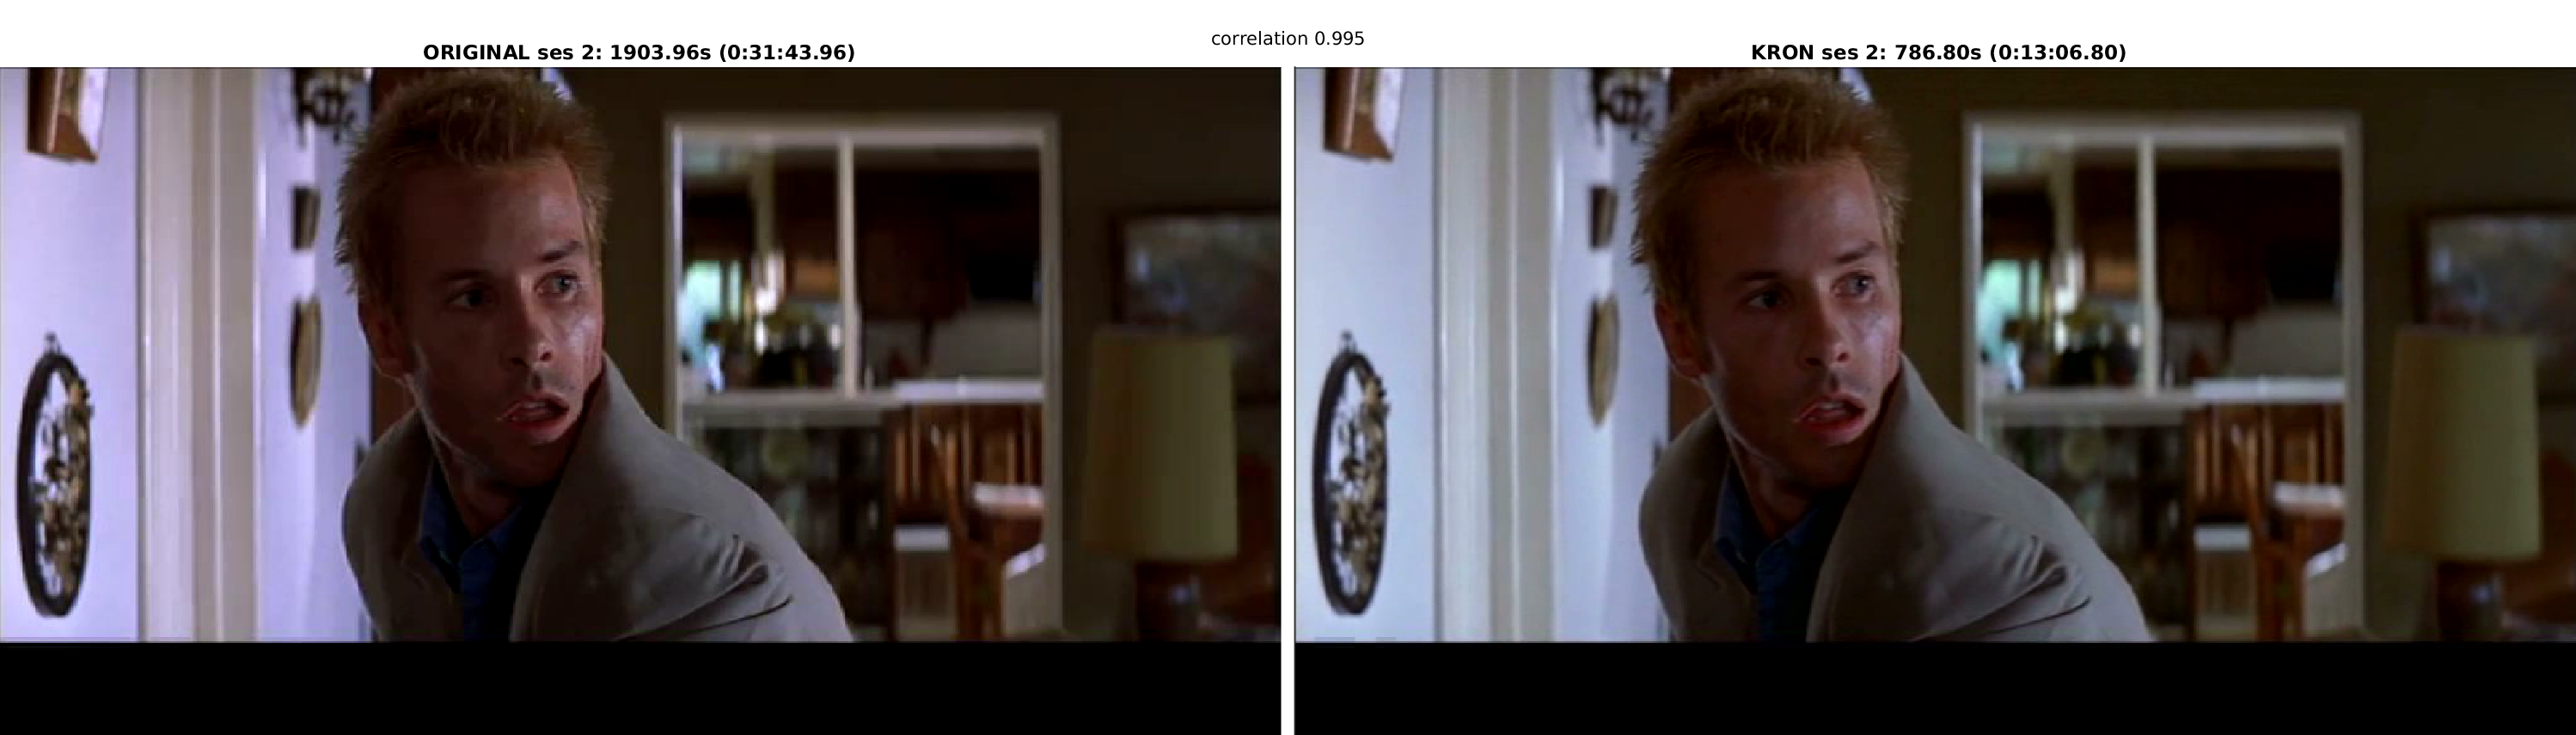 correlation 0.995
ORIGINAL ses 2: 1903.96s (0:31:43.96)
KRON ses 2: 786.80s (0:13:06.80)